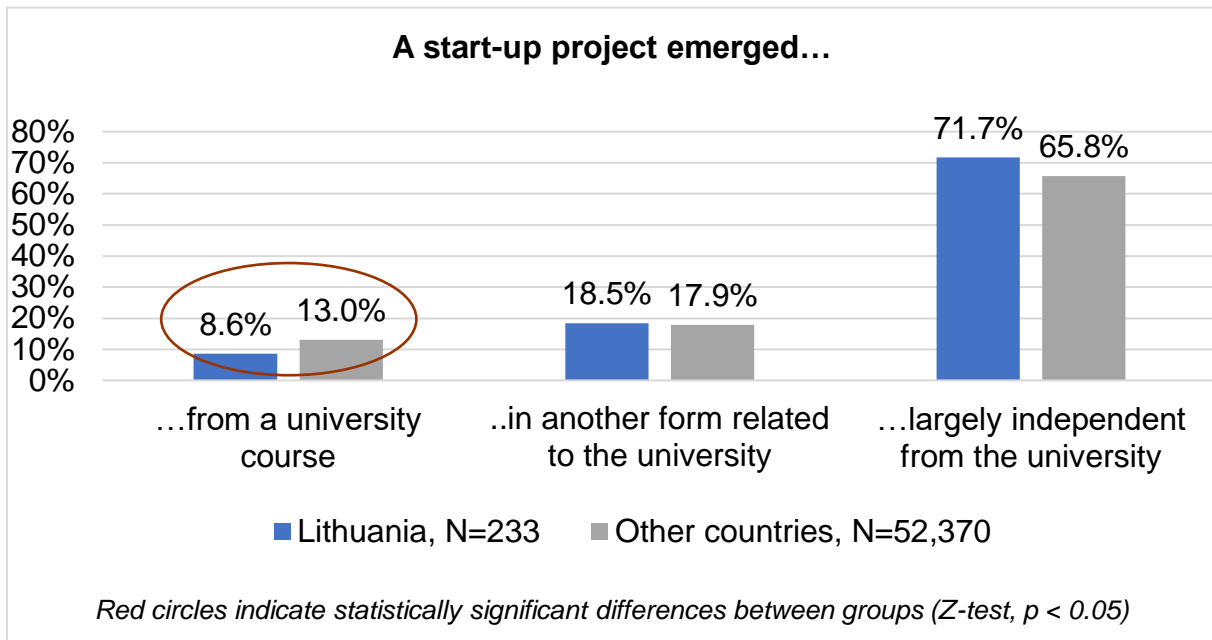 A start-up project emerged…
80%
70%
60%
50%
40%
30%
20%
10%
0%
8.6%
13.0%
18.5%
17.9%
71.7%
65.8%
…from a university
course
..in another form related
to the university
…largely independent
from the university
Lithuania, N=233
Other countries, N=52,370
Red circles indicate statistically significant differences between groups (Z-test, p < 0.05)